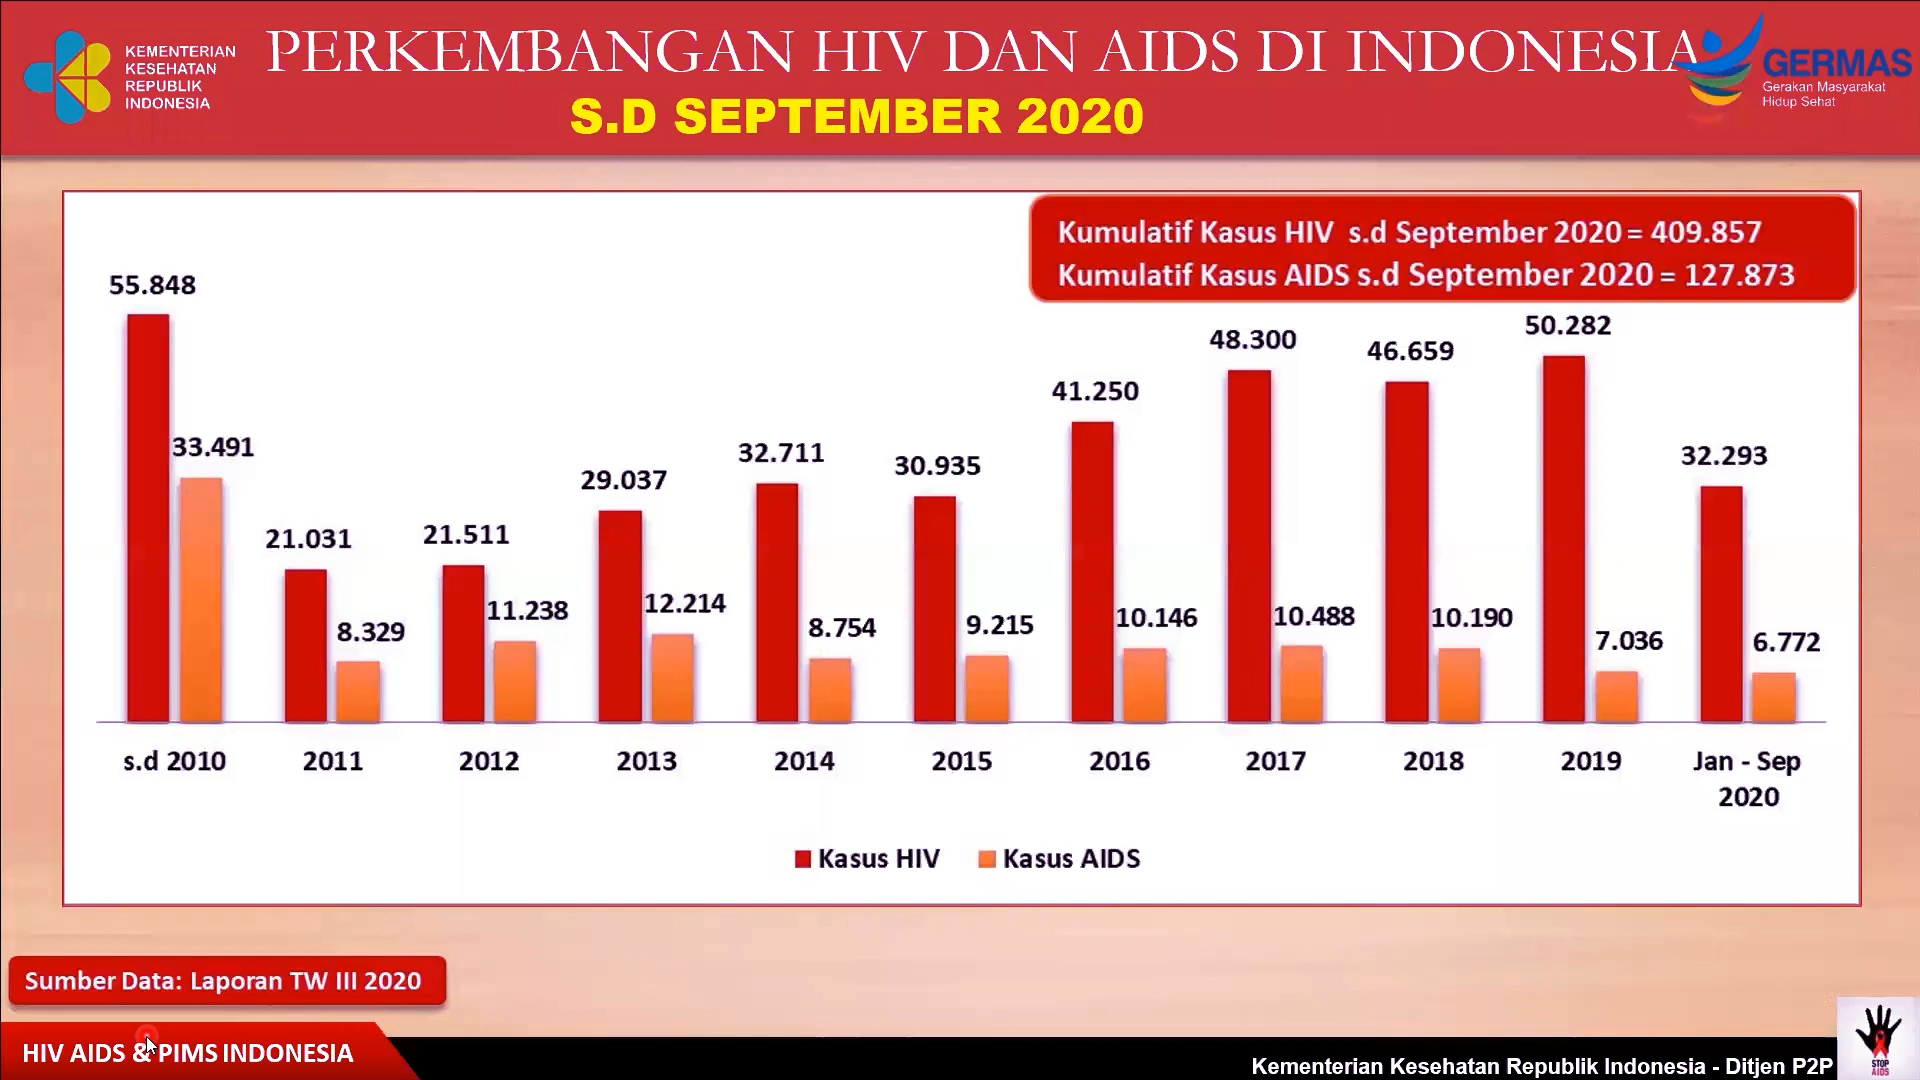 KEMENTERIAN
KESEHATAN
REPUBLIK
INDONESIA
PERKEMBANGAN HIV DAN AIDS DI INDONESIA
S.D SEPTEMBER 2020
GERMAS
Gerakan Masyarakat
Hidup Sehat
Kumulatif Kasus HIV s.d September 2020 = 409.857
Kumulatif Kasus AIDS s.d September 2020 = 127.873
55.848
33.491
21.031
8.329
21.511
11.238
29.037
12.214
32.711
8.754
30.935
9.215
41.250
10.146
48.300
10.488
46.659
10.190
50.282
7.036
32.293
6.772
s.d 2010
2011
2012
2013
2014
2015
2016
2017
2018
2019
Jan - Sep
2020
Kasus HIV
Kasus AIDS
Sumber Data: Laporan TW III 2020
HIV AIDS & PIMS INDONESIA
Kementerian Kesehatan Republik Indonesia - Ditjen P2P
STOP
AIDS